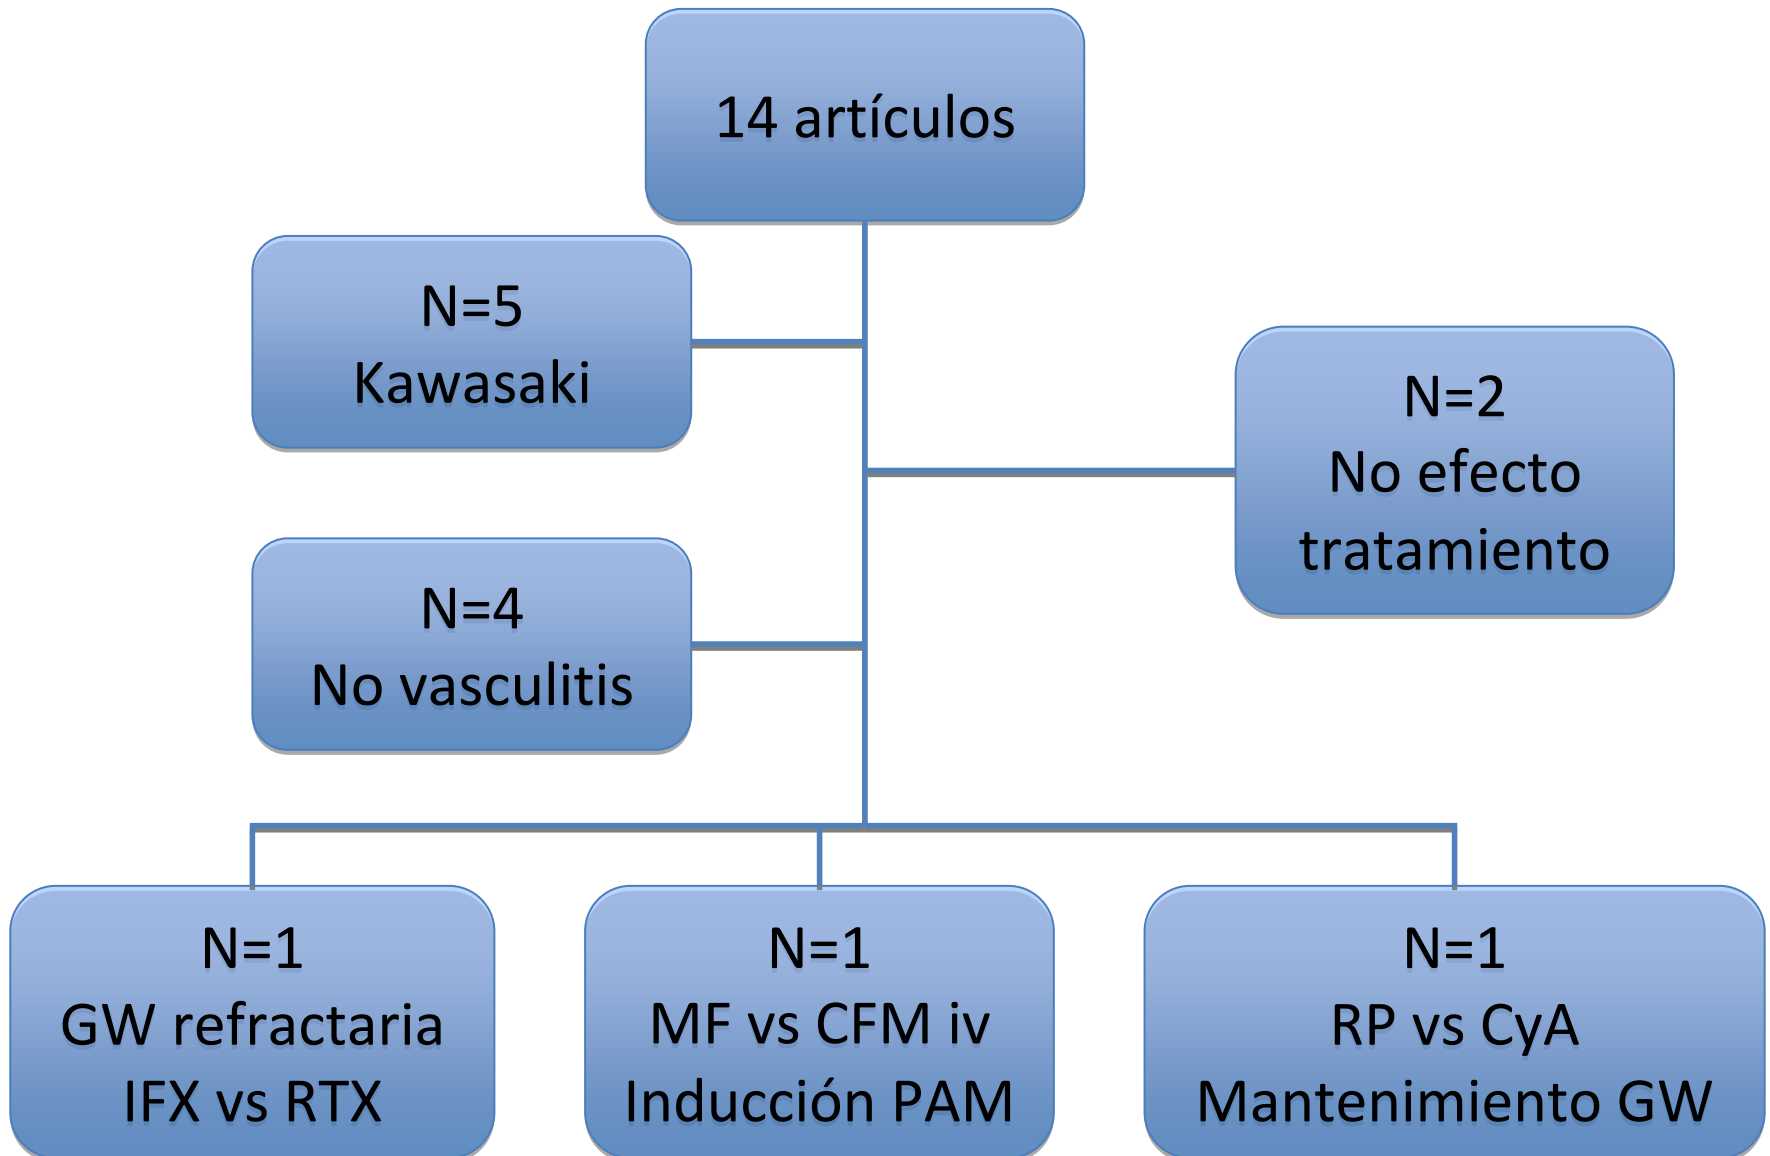 14 artículos
N=5
Kawasaki
N=2
No efecto
tratamiento
N=4
No vasculitis
N=1
GW refractaria
IFX vs RTX
N=1
MF vs CFM iv
Inducción PAM
N=1
RP vs CyA
Mantenimiento GW